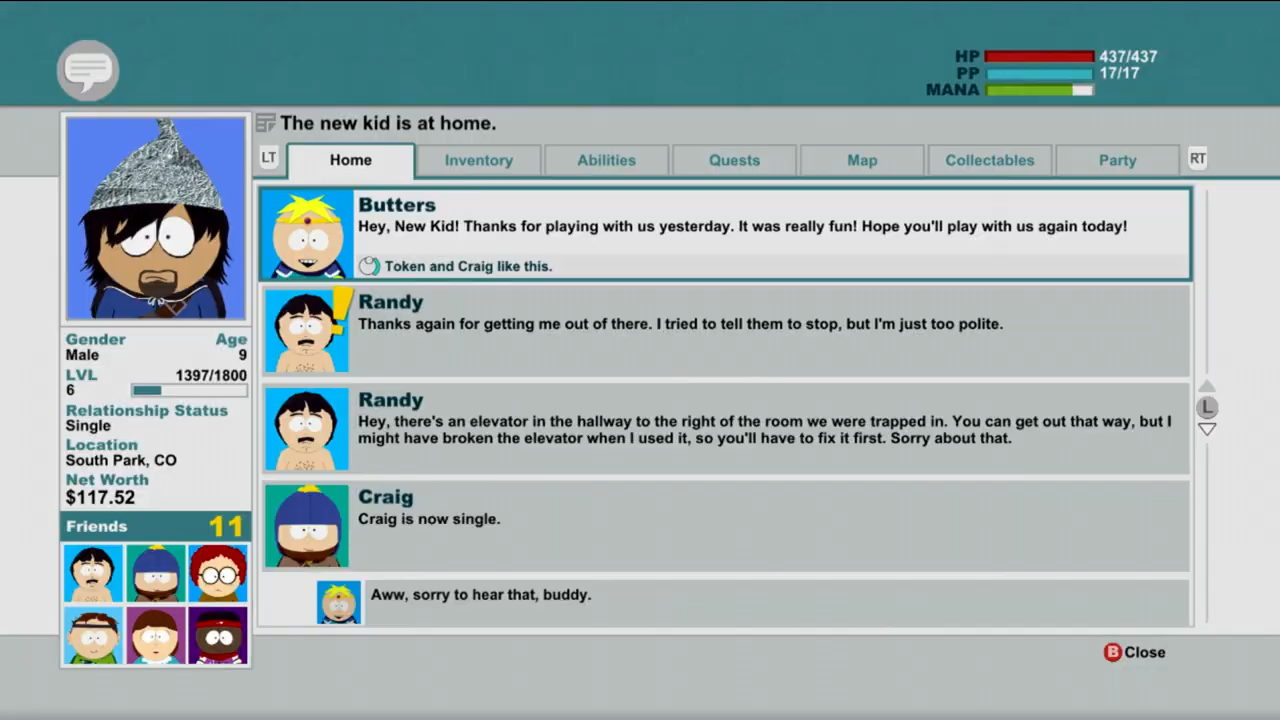 HP 437/437
PP 17/17
MANA
The new kid is at home.
LT Home Inventory Abilities Quests Map Collectables Party RT
Gender Age
Male 9
LVL 1397/1800
6
Relationship Status
Single
Location
South Park, CO
Net Worth
$117.52
Friends 11
Butters
Hey, New Kid! Thanks for playing with us yesterday. It was really fun! Hope you'll play with us again today!
Token and Craig like this.
Randy
Thanks again for getting me out of there. I tried to tell them to stop, but I'm just too polite.
Randy
Hey, there's an elevator in the hallway to the right of the room we were trapped in. You can get out that way, but I
might have broken the elevator when I used it, so you'll have to fix it first. Sorry about that.
Craig
Craig is now single.
Aww, sorry to hear that, buddy.
L
B Close